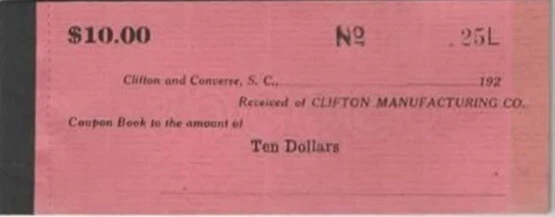 $10.00 No . 25L
Clifton and Converse, S. C., 192
Received of CLIFTON MANUFACTURING CO.
Coupon Book to the amount of
Ten Dollars